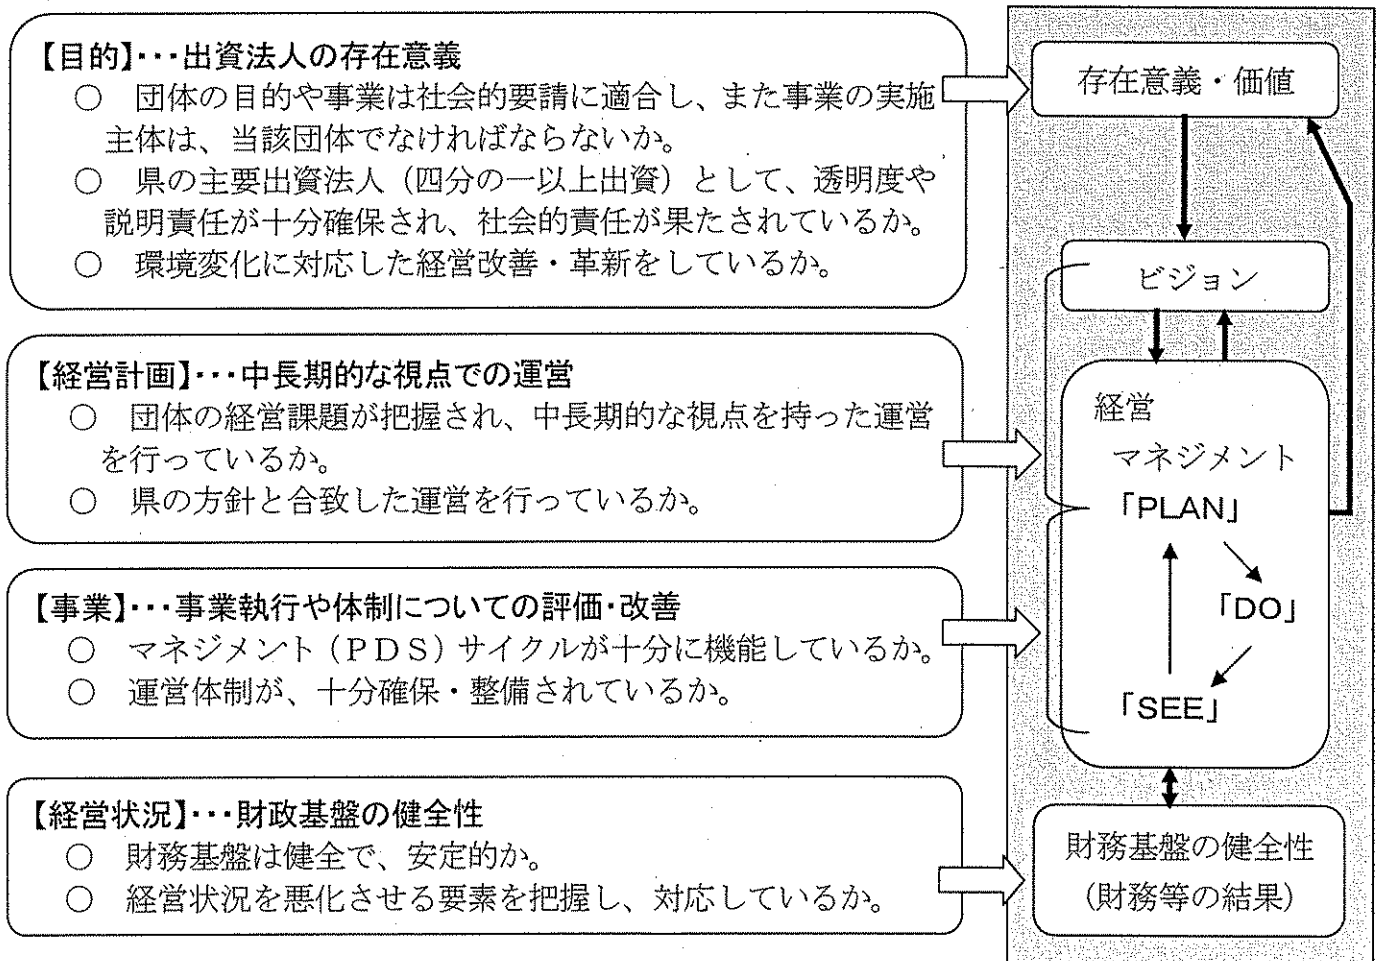 【目的】・・・出資法人の存在意義
○ 団体の目的や事業は社会的要請に適合し、また事業の実施
主体は、当該団体でなければならないか。
○ 県の主要出資法人（四分の一以上出資）として、透明度や
説明責任が十分確保され、社会的責任が果たされているか。
○ 環境変化に対応した経営改善・革新をしているか。
【経営計画】・・・中長期的な視点での運営
○ 団体の経営課題が把握され、中長期的な視点を持った運営
を行っているか。
○ 県の方針と合致した運営を行っているか。
【事業】・・・事業執行や体制についての評価・改善
○ マネジメント（ＰＤＳ）サイクルが十分に機能しているか。
○ 運営体制が、十分確保・整備されているか。
【経営状況】・・・財政基盤の健全性
○ 財務基盤は健全で、安定的か。
○ 経営状況を悪化させる要素を把握し、対応しているか。
存在意義・価値
ビジョン
経営
マネジメント
「PLAN」
「DO」
「SEE」
財務基盤の健全性
（財務等の結果）